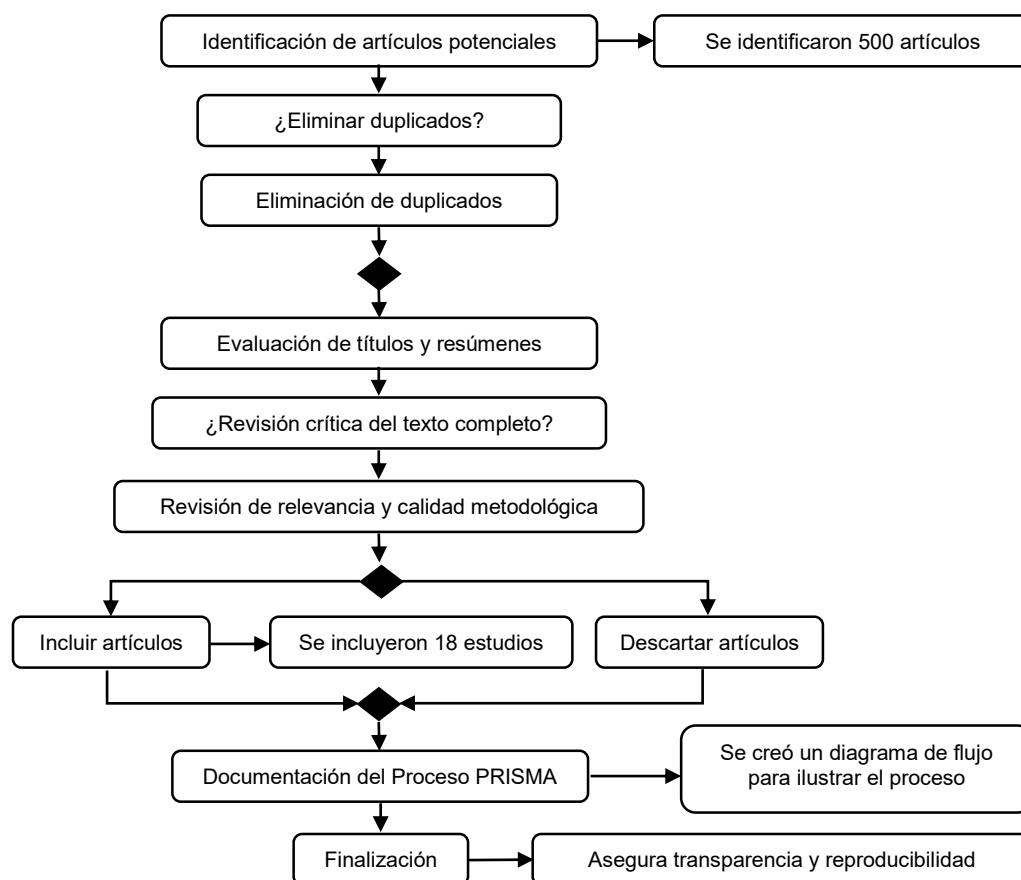 Identificación de artículos potenciales
Se identificaron 500 artículos
¿Eliminar duplicados?
Eliminación de duplicados
Evaluación de títulos y resúmenes
¿Revisión crítica del texto completo?
Revisión de relevancia y calidad metodológica
Incluir artículos
Se incluyeron 18 estudios
Descartar artículos
Documentación del Proceso PRISMA
Se creó un diagrama de flujo
para ilustrar el proceso
Finalización
Asegura transparencia y reproducibilidad